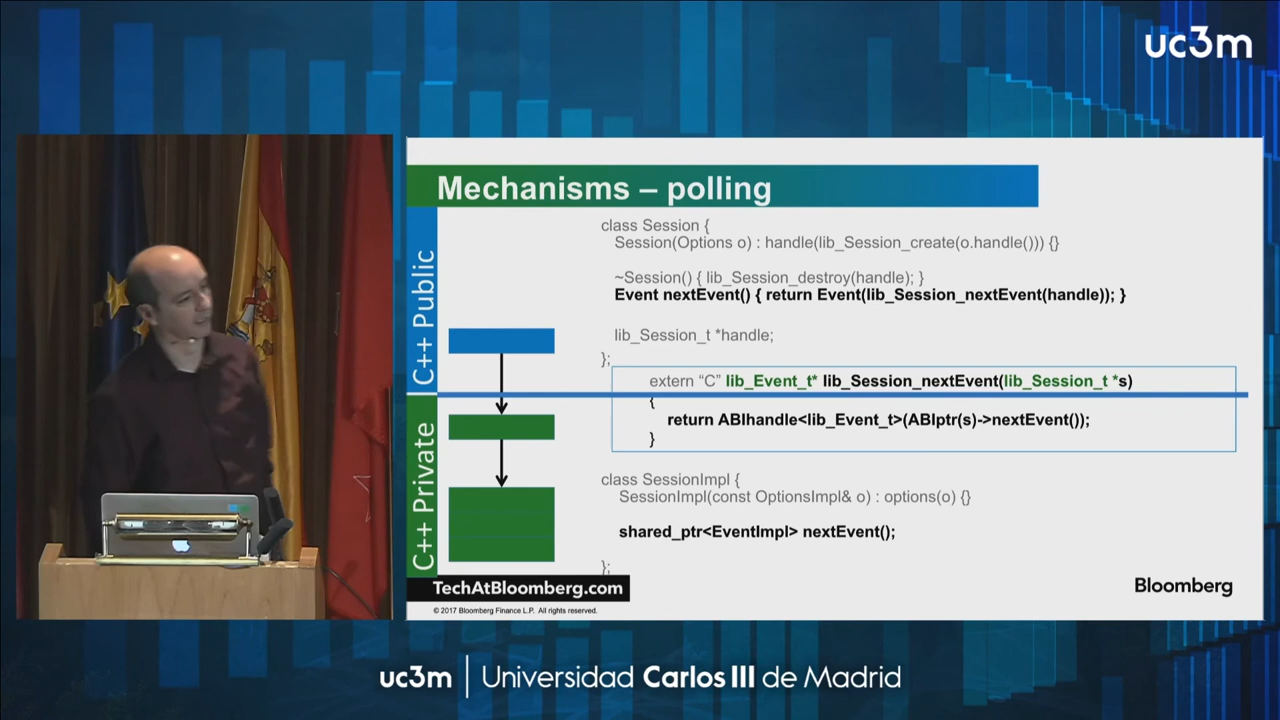 uc3m
Mechanisms – polling
C++ Public
class Session {
Session(Options o) : handle(lib_Session_create(o.handle())) {}
~Session() { lib_Session_destroy(handle); }
Event nextEvent() { return Event(lib_Session_nextEvent(handle)); }
lib_Session_t *handle;
};
extern “C” lib_Event_t* lib_Session_nextEvent(lib_Session_t *s)
{
return ABIhandle<lib_Event_t>(ABIptr(s)->nextEvent());
}
C++ Private
class SessionImpl {
SessionImpl(const OptionsImpl& o) : options(o) {}
shared_ptr<EventImpl> nextEvent();
};
TechAtBloomberg.com
Bloomberg
© 2017 Bloomberg Finance L.P. All rights reserved.
uc3m | Universidad Carlos III de Madrid